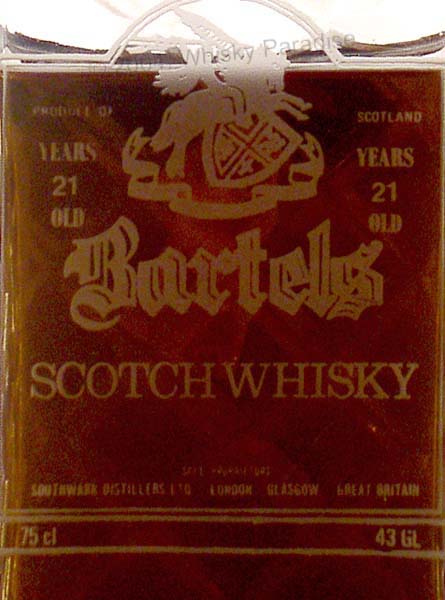 Whisky Paradise
PRODUCE OF SCOTLAND
YEARS YEARS
21 21
OLD OLD
Bartels
SCOTCH WHISKY
SOLE PROPRIETORS
SOUTHWARK DISTILLERS LTD LONDON GLASGOW GREAT BRITAIN
75 cl 43 GL